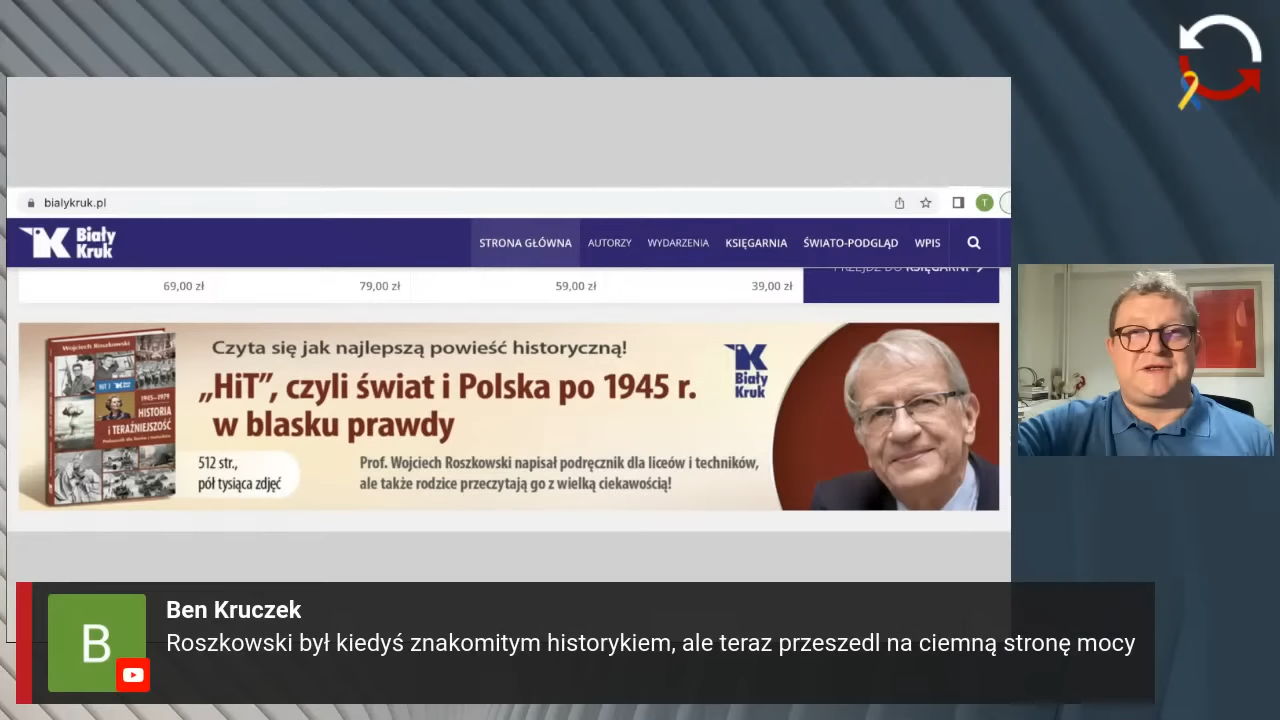 bialykruk.pl
T
Biały
Kruk
STRONA GŁÓWNA
AUTORZY
WYDARZENIA
KSIĘGARNIA
ŚWIATO-PODGLĄD
WPIS
PRZEJDŹ DO KSIĘGARNI
69,00 zł
79,00 zł
59,00 zł
39,00 zł
Wojciech Roszkowski
1945–1979
HISTORIA
i TERAŹNIEJSZOŚĆ
Czyta się jak najlepszą powieść historyczną!
„HiT”, czyli świat i Polska po 1945 r.
w blasku prawdy
Biały
Kruk
512 str.,
pół tysiąca zdjęć
Prof. Wojciech Roszkowski napisał podręcznik dla liceów i techników,
ale także rodzice przeczytają go z wielką ciekawością!
B
Ben Kruczek
Roszkowski był kiedyś znakomitym historykiem, ale teraz przeszedl na ciemną stronę mocy